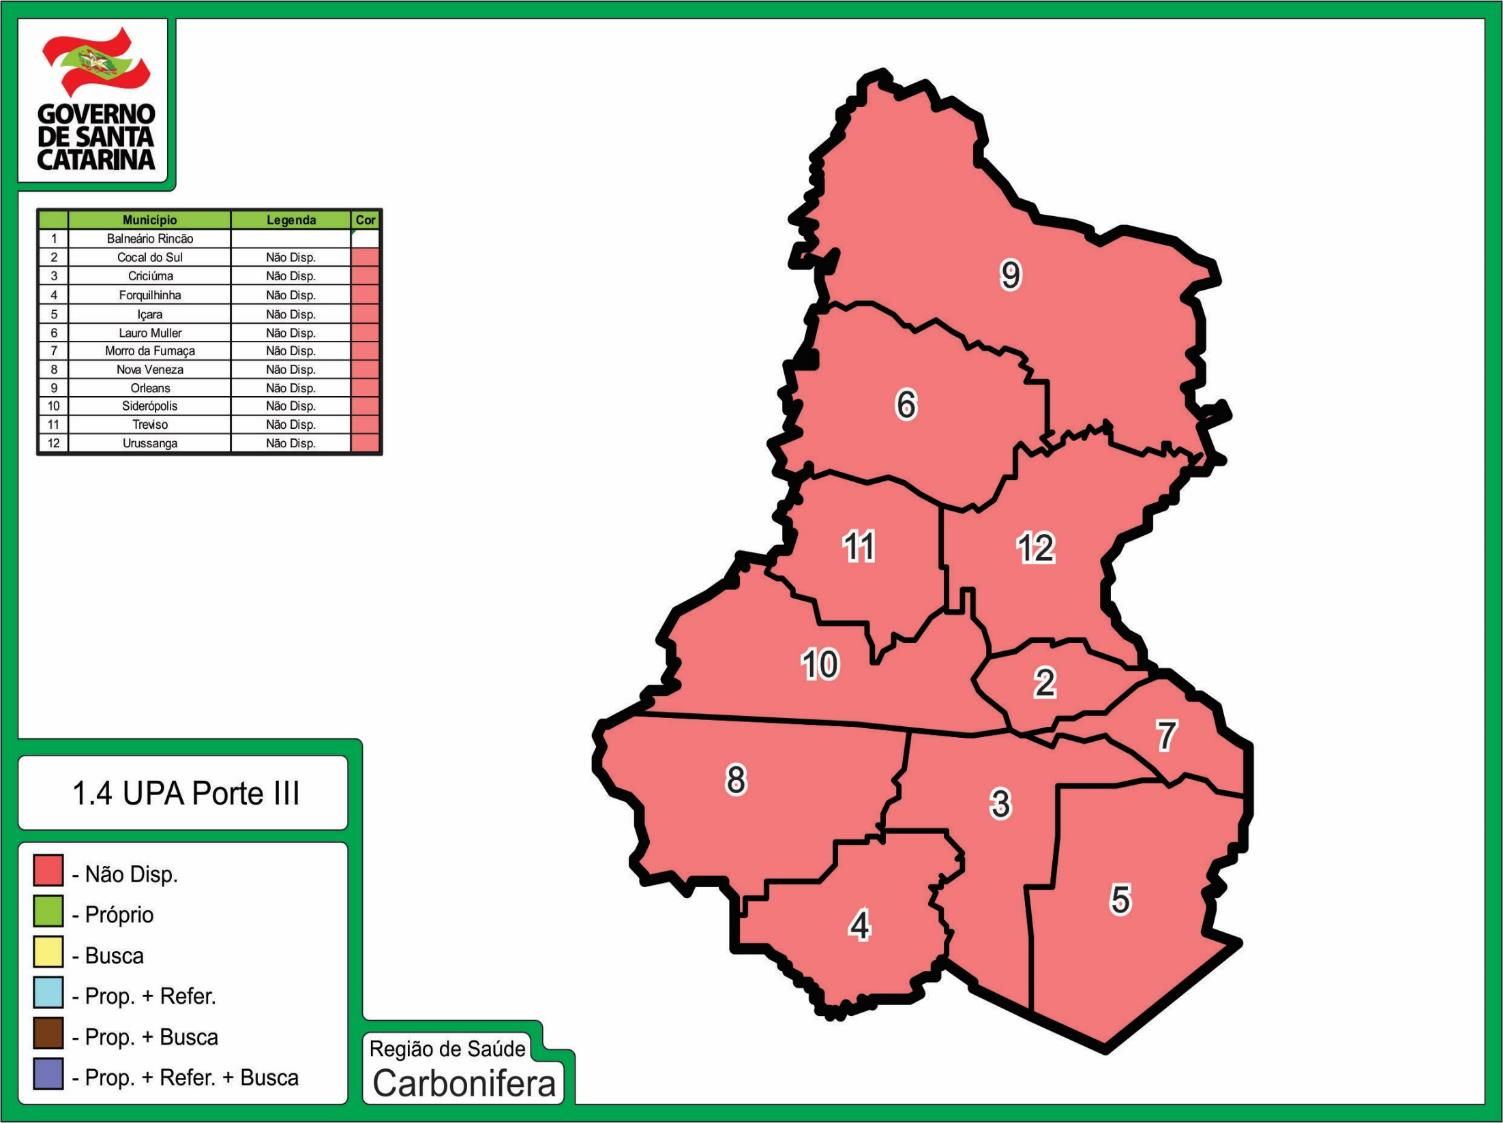 GOVERNO
DE SANTA
CATARINA
Município Legenda Cor
1 Balneário Rincão
2 Cocal do Sul Não Disp.
3 Criciúma Não Disp.
4 Forquilhinha Não Disp.
5 Içara Não Disp.
6 Lauro Muller Não Disp.
7 Morro da Fumaça Não Disp.
8 Nova Veneza Não Disp.
9 Orleans Não Disp.
10 Siderópolis Não Disp.
11 Treviso Não Disp.
12 Urussanga Não Disp.
9
6
11
12
10
2
7
8
3
5
4
1.4 UPA Porte III
- Não Disp.
- Próprio
- Busca
- Prop. + Refer.
- Prop. + Busca
- Prop. + Refer. + Busca
Região de Saúde
Carbonifera